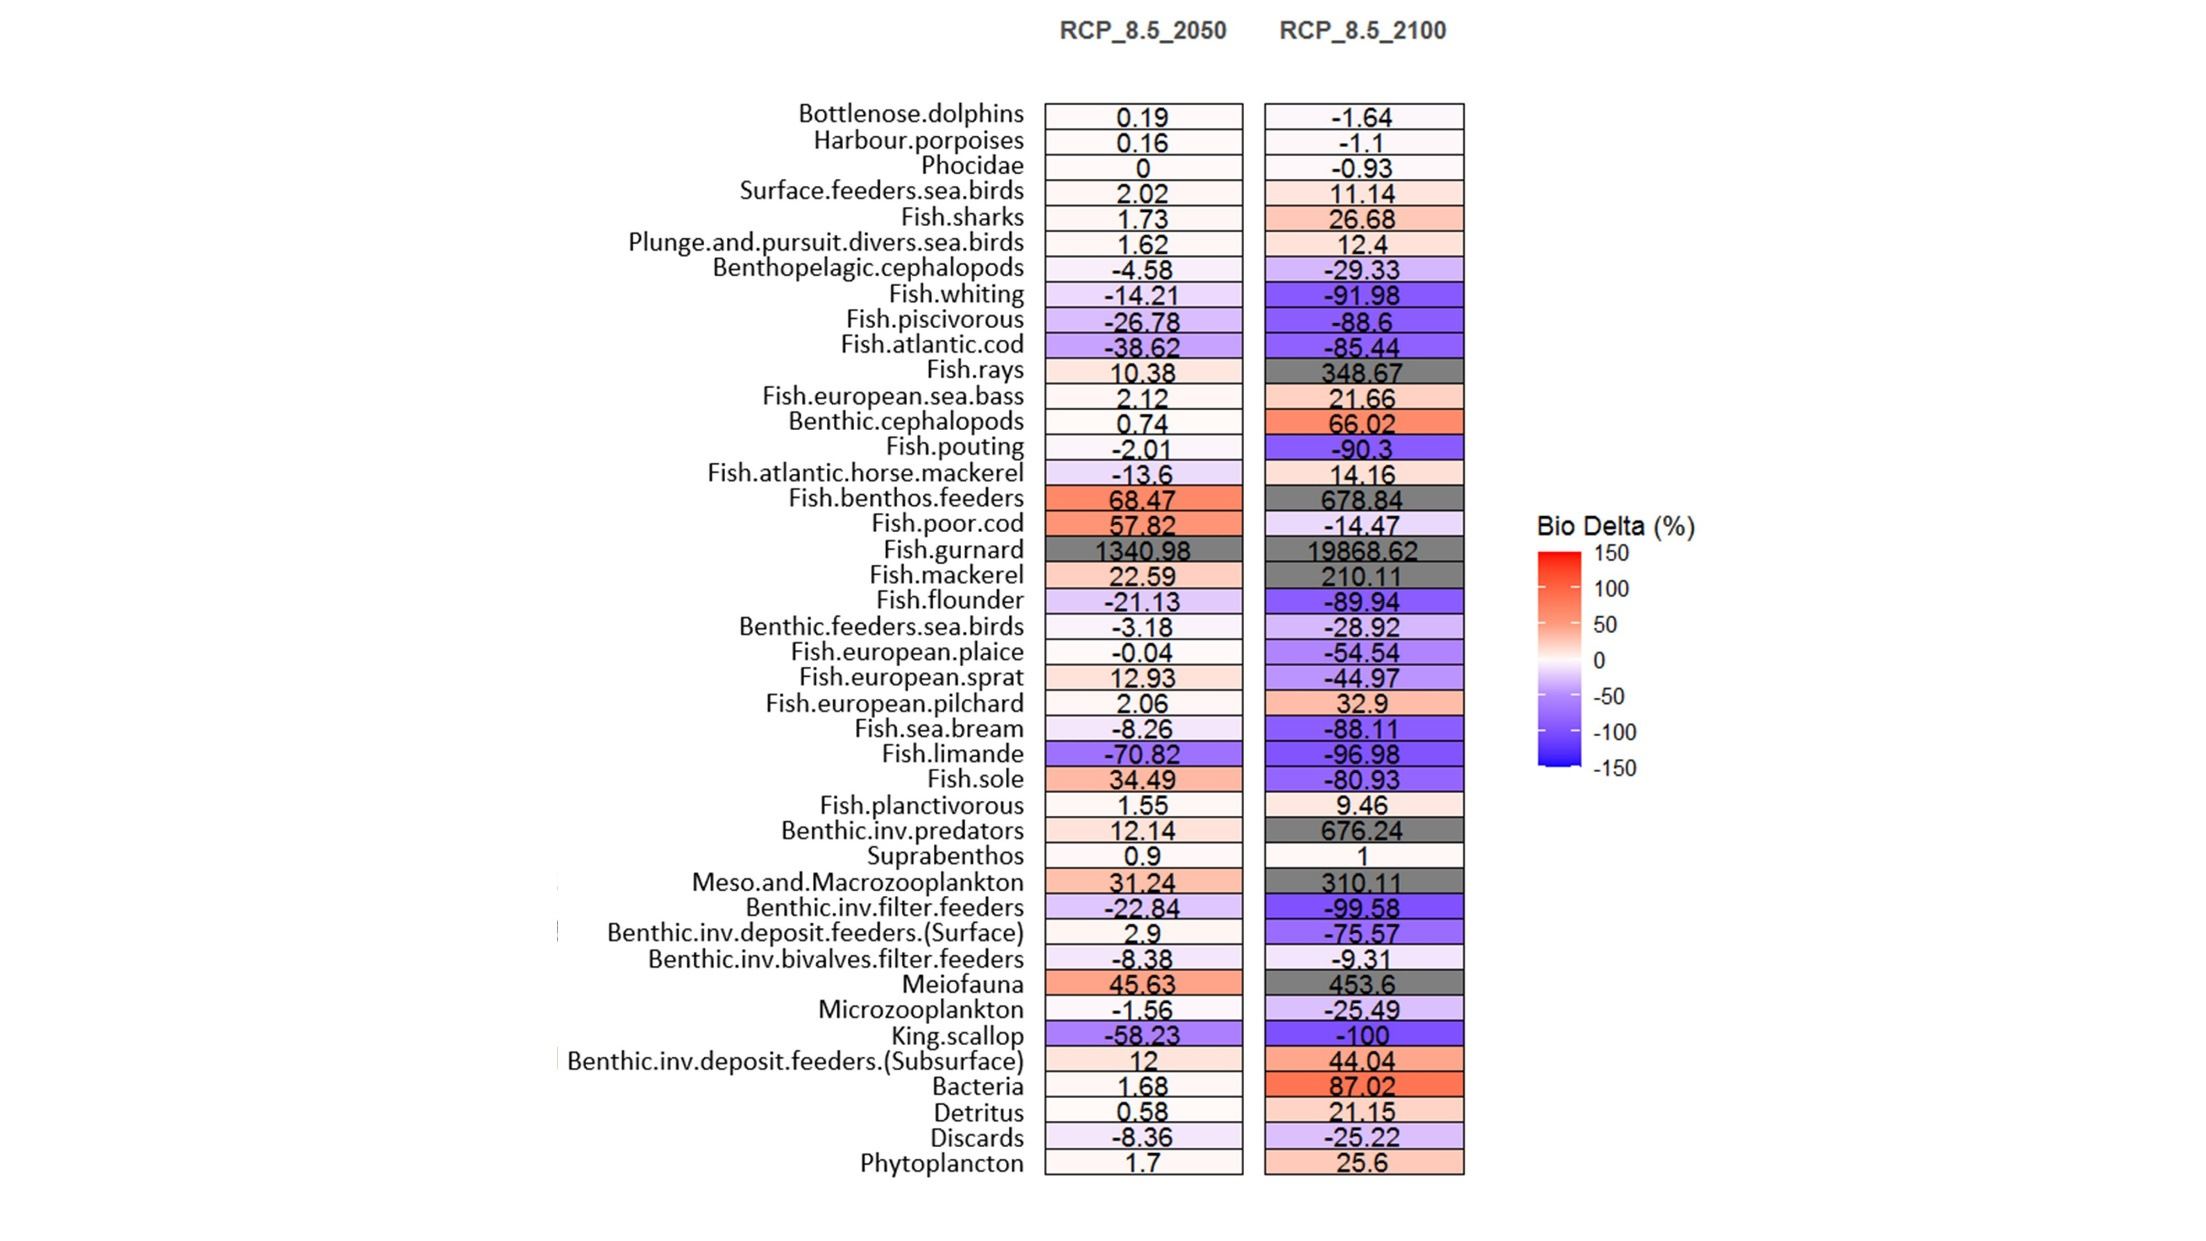 RCP_8.5_2050 RCP_8.5_2100
Bottlenose.dolphins 0.19 -1.64
Harbour.porpoises 0.16 -1.1
Phocidae 0 -0.93
Surface.feeders.sea.birds 2.02 11.14
Fish.sharks 1.73 26.68
Plunge.and.pursuit.divers.sea.birds 1.62 12.4
Benthopelagic.cephalopods -4.58 -29.33
Fish.whiting -14.21 -91.98
Fish.piscivorous -26.78 -88.6
Fish.atlantic.cod -38.62 -85.44
Fish.rays 10.38 348.67
Fish.european.sea.bass 2.12 21.66
Benthic.cephalopods 0.74 66.02
Fish.pouting -2.01 -90.3
Fish.atlantic.horse.mackerel -13.6 14.16
Fish.benthos.feeders 68.47 678.84
Fish.poor.cod 57.82 -14.47
Fish.gurnard 1340.98 19868.62
Fish.mackerel 22.59 210.11
Fish.flounder -21.13 -89.94
Benthic.feeders.sea.birds -3.18 -28.92
Fish.european.plaice -0.04 -54.54
Fish.european.sprat 12.93 -44.97
Fish.european.pilchard 2.06 32.9
Fish.sea.bream -8.26 -88.11
Fish.limande -70.82 -96.98
Fish.sole 34.49 -80.93
Fish.planctivorous 1.55 9.46
Benthic.inv.predators 12.14 676.24
Suprabenthos 0.9 1
Meso.and.Macrozooplankton 31.24 310.11
Benthic.inv.filter.feeders -22.84 -99.58
Benthic.inv.deposit.feeders.(Surface) 2.9 -75.57
Benthic.inv.bivalves.filter.feeders -8.38 -9.31
Meiofauna 45.63 453.6
Microzooplankton -1.56 -25.49
King.scallop -58.23 -100
Benthic.inv.deposit.feeders.(Subsurface) 12 44.04
Bacteria 1.68 87.02
Detritus 0.58 21.15
Discards -8.36 -25.22
Phytoplancton 1.7 25.6
Bio Delta (%)
150
100
50
0
-50
-100
-150